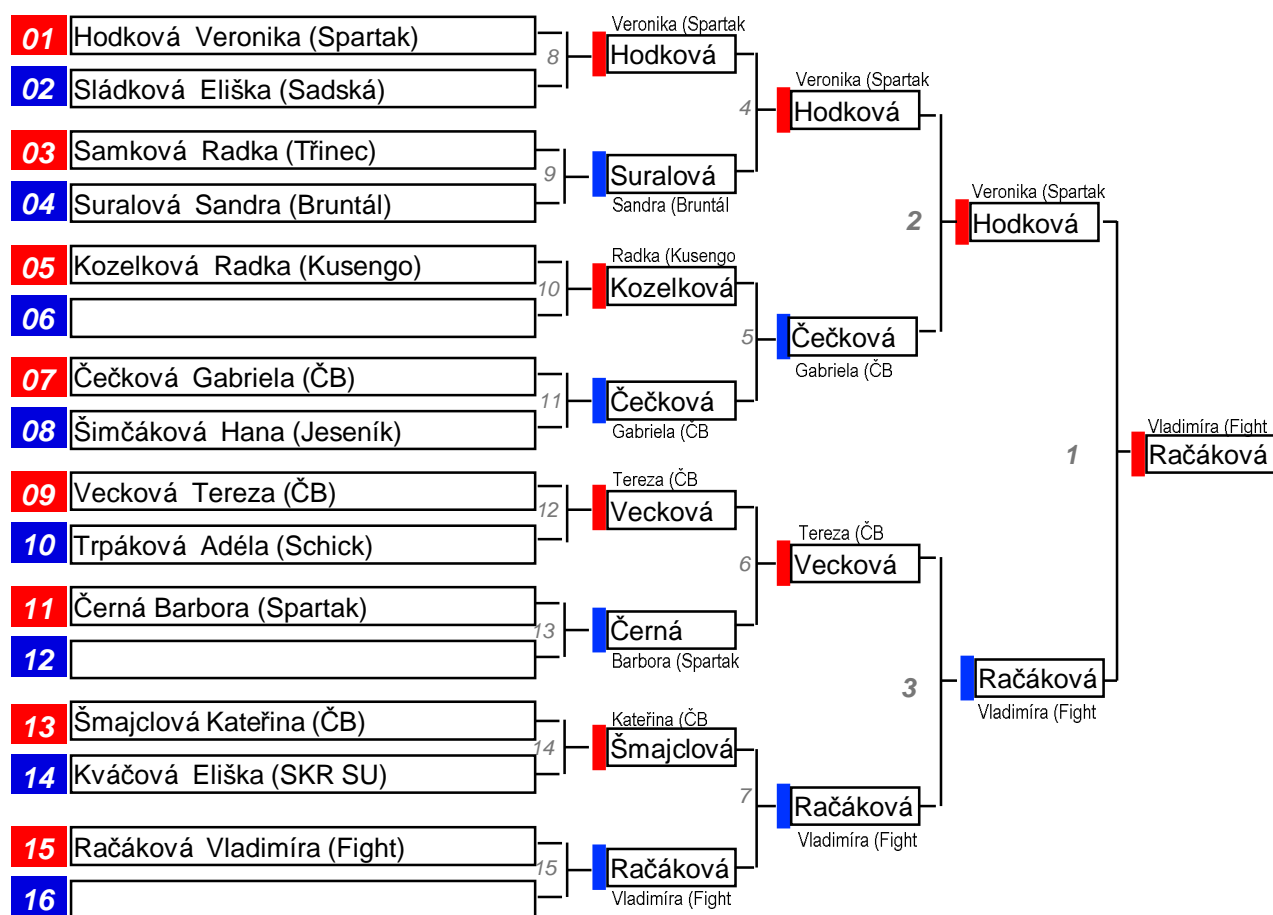 01 Hodková Veronika (Spartak)
02 Sládková Eliška (Sadská)
03 Samková Radka (Třinec)
04 Suralová Sandra (Bruntál)
05 Kozelková Radka (Kusengo)
06
07 Čečková Gabriela (ČB)
08 Šimčáková Hana (Jeseník)
09 Vecková Tereza (ČB)
10 Trpáková Adéla (Schick)
11 Černá Barbora (Spartak)
12
13 Šmajclová Kateřina (ČB)
14 Kváčová Eliška (SKR SU)
15 Račáková Vladimíra (Fight)
16
8
9
10
11
12
13
14
15
Veronika (Spartak
Hodková
Suralová
Sandra (Bruntál
Radka (Kusengo
Kozelková
Čečková
Gabriela (ČB
Tereza (ČB
Vecková
Černá
Barbora (Spartak
Kateřina (ČB
Šmajclová
Račáková
Vladimíra (Fight
4
5
6
7
Veronika (Spartak
Hodková
Čečková
Gabriela (ČB
Tereza (ČB
Vecková
Račáková
Vladimíra (Fight
2
3
Veronika (Spartak
Hodková
Račáková
Vladimíra (Fight
1
Vladimíra (Fight
Račáková